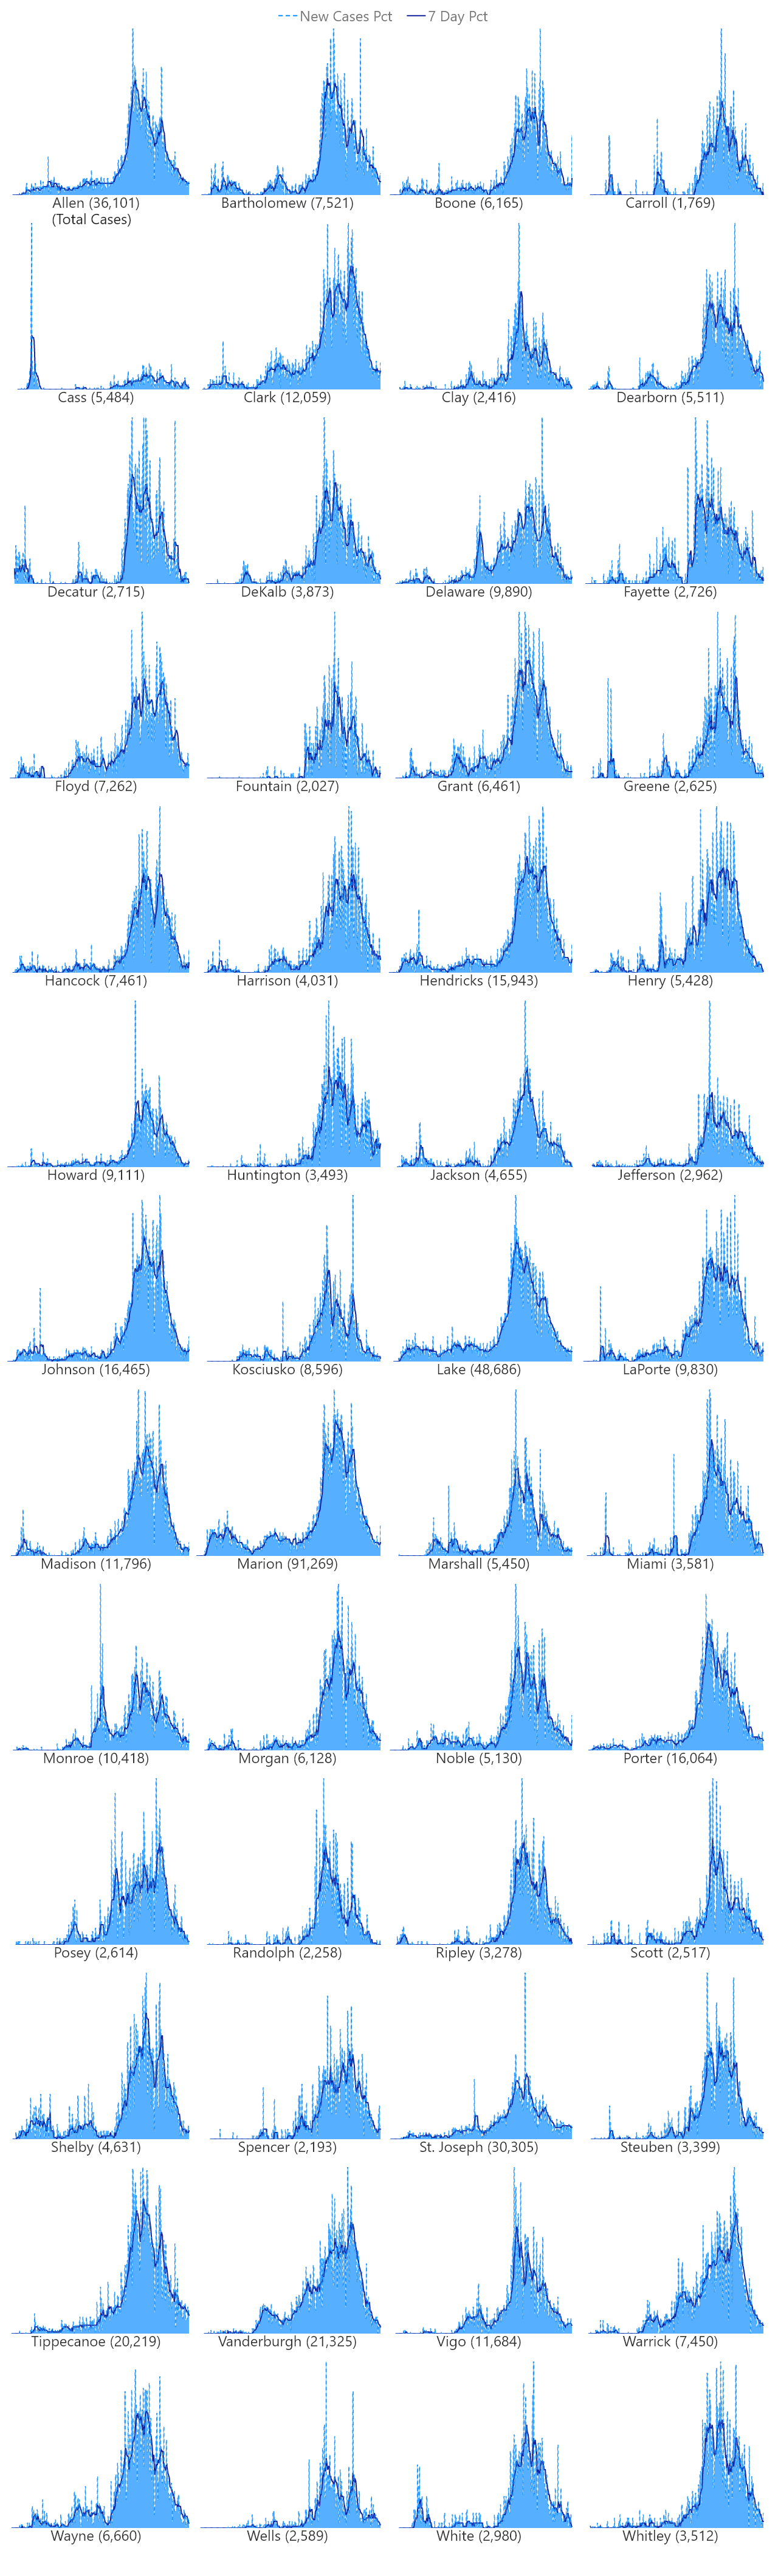 New Cases Pct 7 Day Pct
Allen (36,101) Bartholomew (7,521) Boone (6,165) Carroll (1,769)
(Total Cases)
Cass (5,484) Clark (12,059) Clay (2,416) Dearborn (5,511)
Decatur (2,715) DeKalb (3,873) Delaware (9,890) Fayette (2,726)
Floyd (7,262) Fountain (2,027) Grant (6,461) Greene (2,625)
Hancock (7,461) Harrison (4,031) Hendricks (15,943) Henry (5,428)
Howard (9,111) Huntington (3,493) Jackson (4,655) Jefferson (2,962)
Johnson (16,465) Kosciusko (8,596) Lake (48,686) LaPorte (9,830)
Madison (11,796) Marion (91,269) Marshall (5,450) Miami (3,581)
Monroe (10,418) Morgan (6,128) Noble (5,130) Porter (16,064)
Posey (2,614) Randolph (2,258) Ripley (3,278) Scott (2,517)
Shelby (4,631) Spencer (2,193) St. Joseph (30,305) Steuben (3,399)
Tippecanoe (20,219) Vanderburgh (21,325) Vigo (11,684) Warrick (7,450)
Wayne (6,660) Wells (2,589) White (2,980) Whitley (3,512)